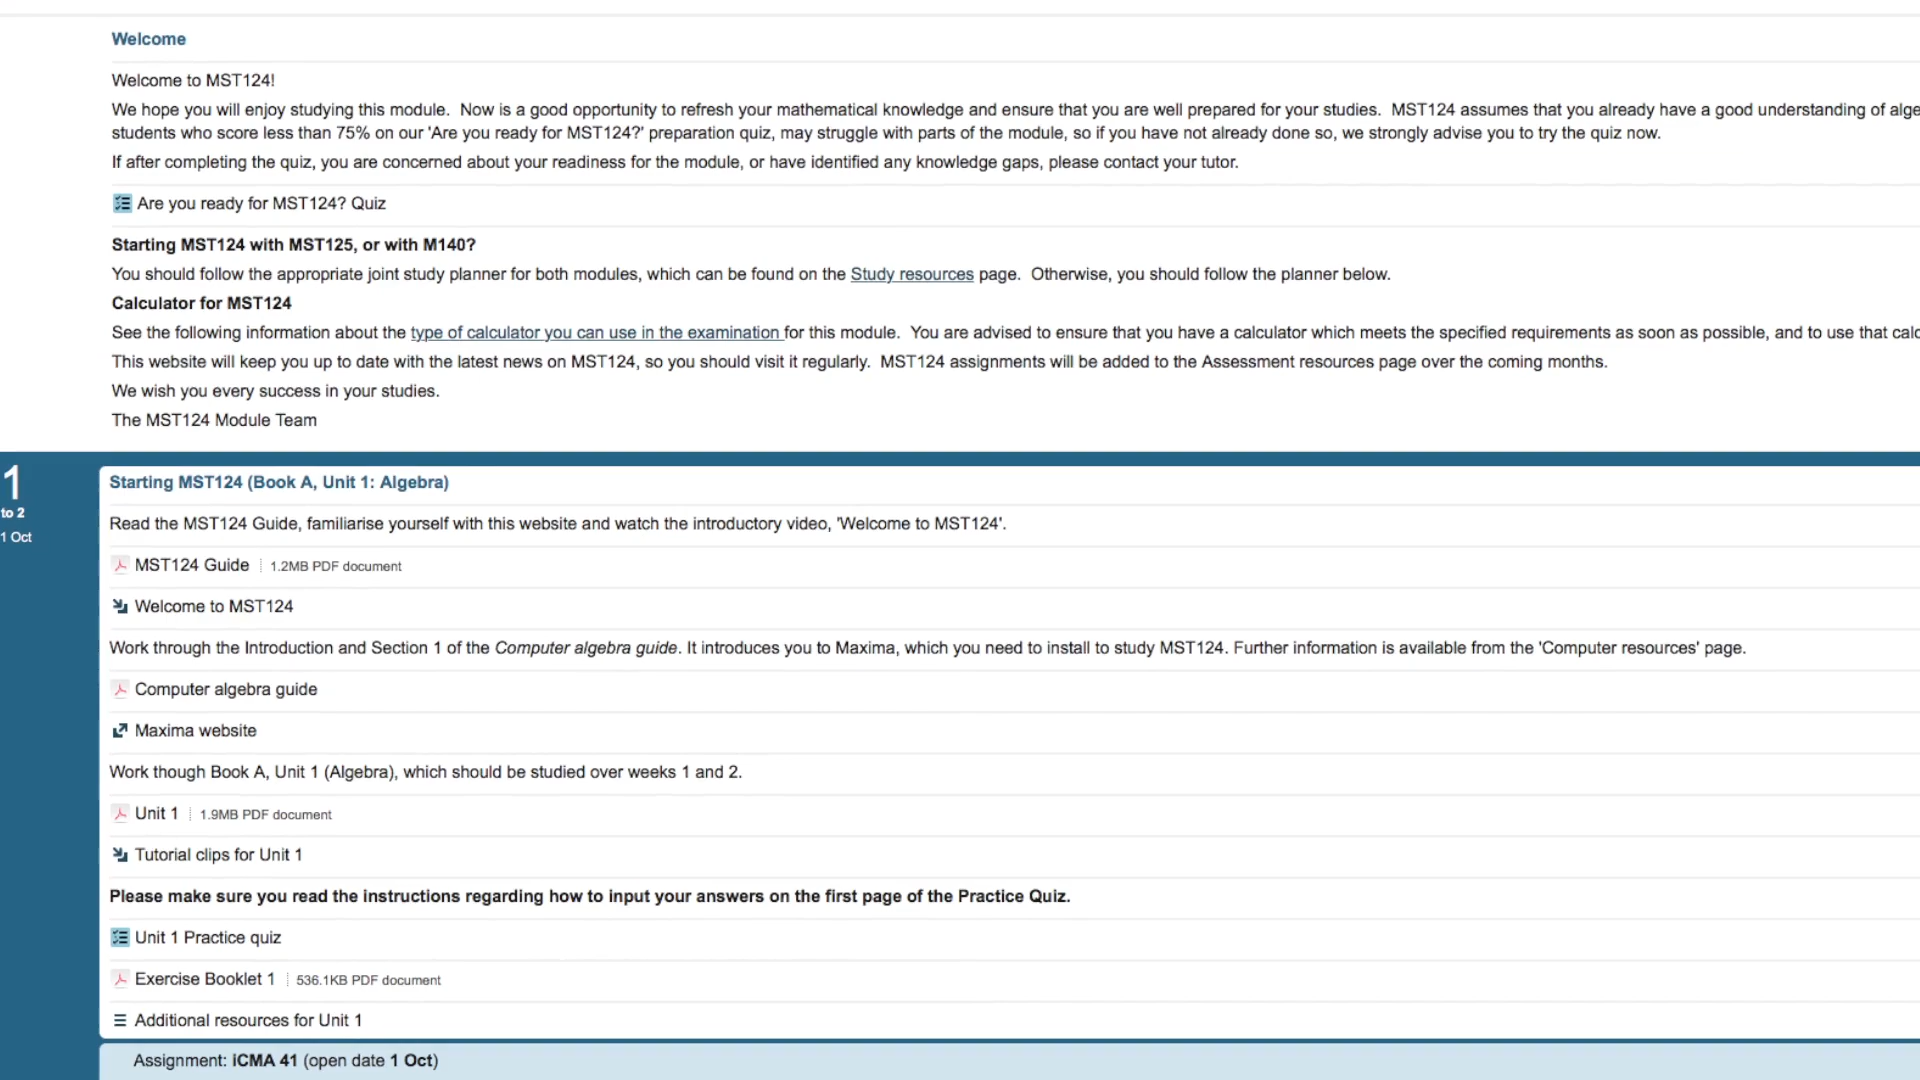 Welcome
Welcome to MST124!
We hope you will enjoy studying this module.  Now is a good opportunity to refresh your mathematical knowledge and ensure that you are well prepared for your studies.  MST124 assumes that you already have a good understanding of alge
students who score less than 75% on our 'Are you ready for MST124?' preparation quiz, may struggle with parts of the module, so if you have not already done so, we strongly advise you to try the quiz now.
If after completing the quiz, you are concerned about your readiness for the module, or have identified any knowledge gaps, please contact your tutor.
Are you ready for MST124? Quiz
Starting MST124 with MST125, or with M140?
You should follow the appropriate joint study planner for both modules, which can be found on the Study resources page.  Otherwise, you should follow the planner below.
Calculator for MST124
See the following information about the type of calculator you can use in the examination for this module.  You are advised to ensure that you have a calculator which meets the specified requirements as soon as possible, and to use that calc
This website will keep you up to date with the latest news on MST124, so you should visit it regularly.  MST124 assignments will be added to the Assessment resources page over the coming months.
We wish you every success in your studies.
The MST124 Module Team
1
to 2
1 Oct
Starting MST124 (Book A, Unit 1: Algebra)
Read the MST124 Guide, familiarise yourself with this website and watch the introductory video, 'Welcome to MST124'.
MST124 Guide 1.2MB PDF document
Welcome to MST124
Work through the Introduction and Section 1 of the Computer algebra guide. It introduces you to Maxima, which you need to install to study MST124. Further information is available from the 'Computer resources' page.
Computer algebra guide
Maxima website
Work though Book A, Unit 1 (Algebra), which should be studied over weeks 1 and 2.
Unit 1 1.9MB PDF document
Tutorial clips for Unit 1
Please make sure you read the instructions regarding how to input your answers on the first page of the Practice Quiz.
Unit 1 Practice quiz
Exercise Booklet 1 536.1KB PDF document
Additional resources for Unit 1
Assignment: iCMA 41 (open date 1 Oct)